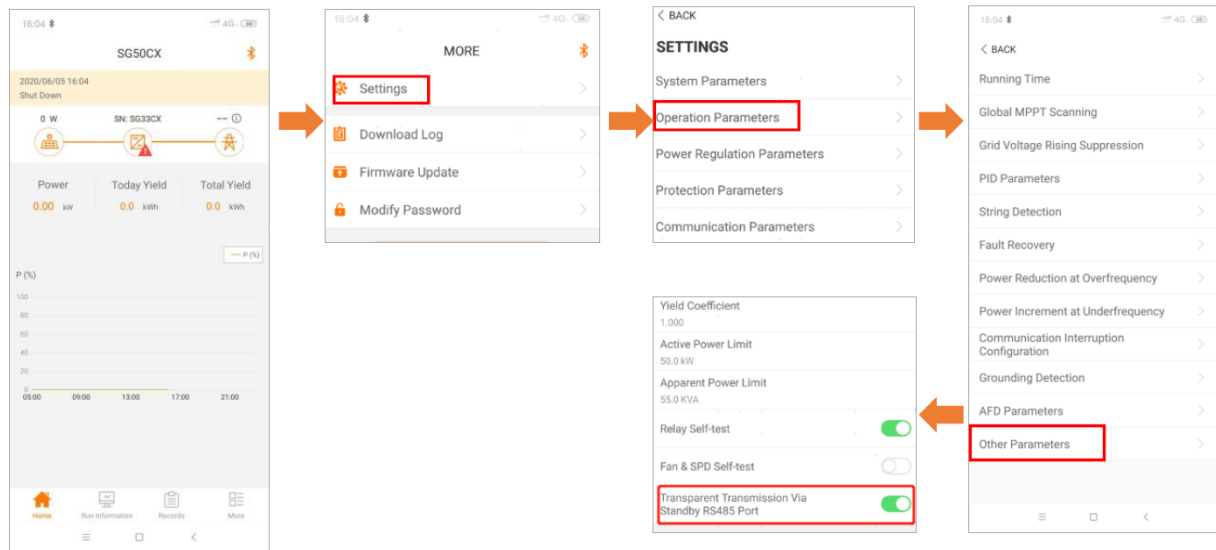 16:04
4G
SG50CX
2020/06/05 16:04
Shut Down
0 W
SN: SG33CX
--
Power
Today Yield
Total Yield
0.00 kW
0.0 kWh
0.0 kWh
P (%)
P (%)
100
80
60
40
20
0
05:00
09:00
13:00
17:00
21:00
Home
Run Information
Records
More
16:04
4G
MORE
Settings
Download Log
Firmware Update
Modify Password
< BACK
SETTINGS
System Parameters
Operation Parameters
Power Regulation Parameters
Protection Parameters
Communication Parameters
16:04
4G
< BACK
Running Time
Global MPPT Scanning
Grid Voltage Rising Suppression
PID Parameters
String Detection
Fault Recovery
Power Reduction at Overfrequency
Power Increment at Underfrequency
Communication Interruption
Configuration
Grounding Detection
AFD Parameters
Other Parameters
Yield Coefficient
1.000
Active Power Limit
50.0 kW
Apparent Power Limit
55.0 KVA
Relay Self-test
Fan & SPD Self-test
Transparent Transmission Via
Standby RS485 Port